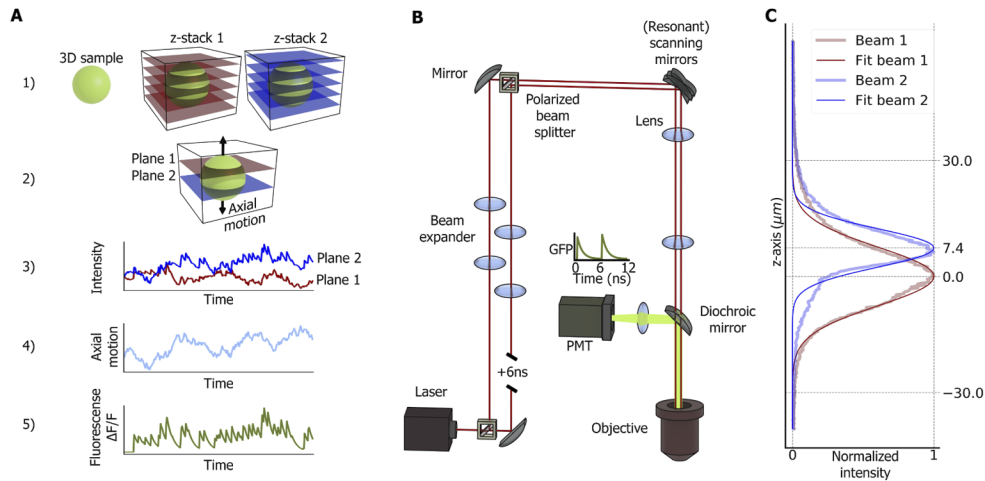 A
1)
3D sample
z-stack 1
z-stack 2
2)
Plane 1
Plane 2
Axial
motion
3)
Intensity
Plane 2
Plane 1
Time
4)
Axial
motion
Time
5)
Fluorescense
ΔF/F
Time
B
Mirror
(Resonant)
scanning
mirrors
Polarized
beam
splitter
Lens
Beam
expander
GFP
0 6 12
Time (ns)
PMT
Diochroic
mirror
+6ns
Laser
Objective
C
Beam 1
Fit beam 1
Beam 2
Fit beam 2
z-axis (μm)
30.0
7.4
0.0
−30.0
0 1
Normalized
intensity